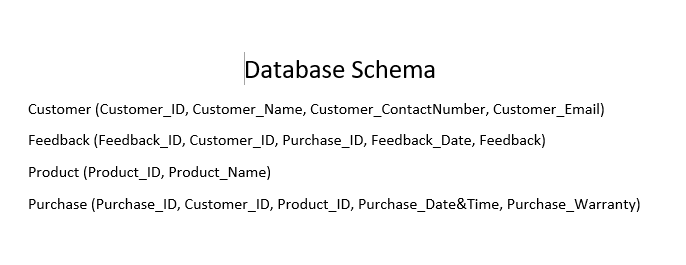 Database Schema
Customer (Customer_ID, Customer_Name, Customer_ContactNumber, Customer_Email)
Feedback (Feedback_ID, Customer_ID, Purchase_ID, Feedback_Date, Feedback)
Product (Product_ID, Product_Name)
Purchase (Purchase_ID, Customer_ID, Product_ID, Purchase_Date&Time, Purchase_Warranty)